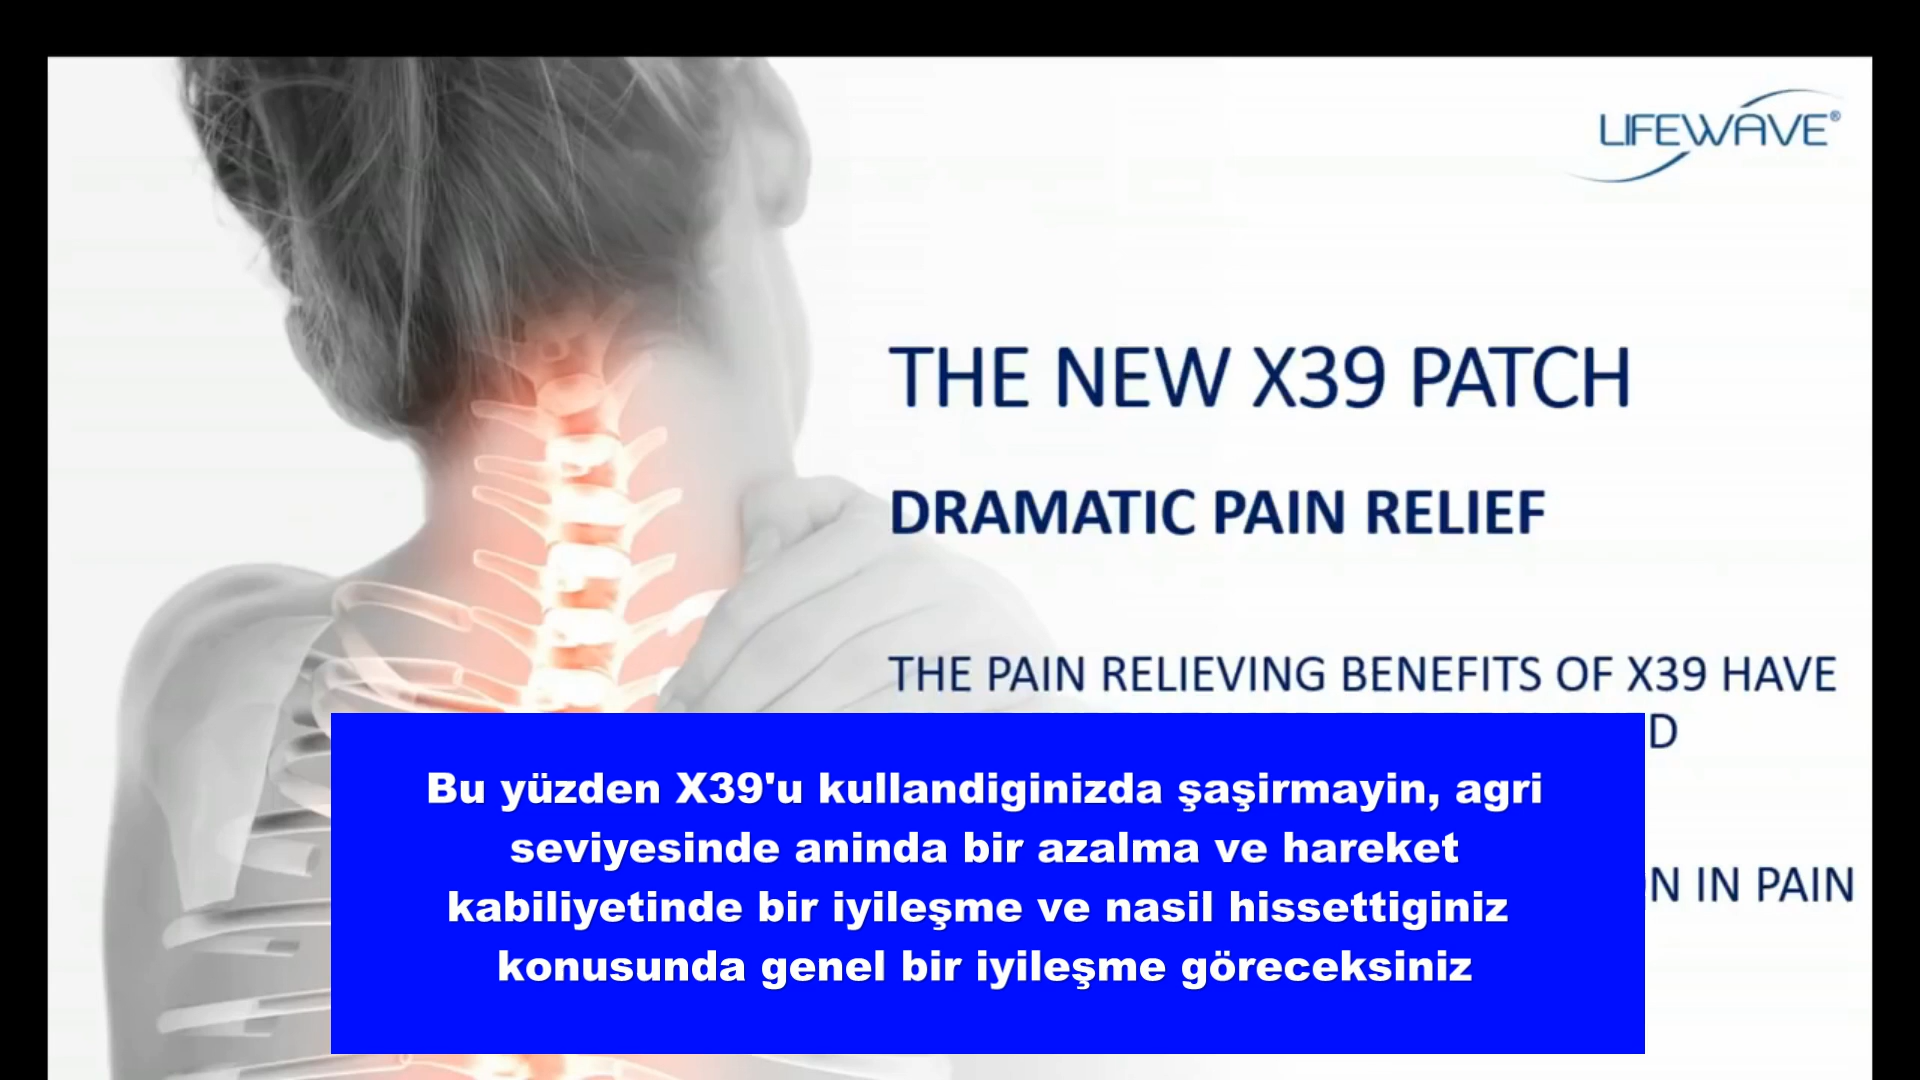 LIFEWAVE®
THE NEW X39 PATCH
DRAMATIC PAIN RELIEF
THE PAIN RELIEVING BENEFITS OF X39 HAVE
D
N IN PAIN
Bu yüzden X39'u kullandiginizda şaşirmayin, agri
seviyesinde aninda bir azalma ve hareket
kabiliyetinde bir iyileşme ve nasil hissettiginiz
konusunda genel bir iyileşme göreceksiniz